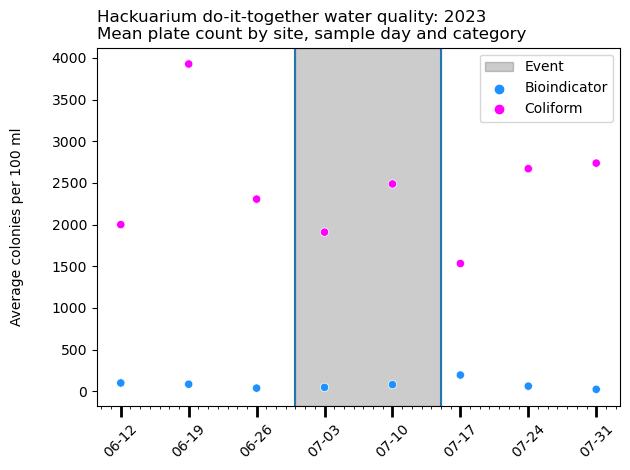 Hackuarium do-it-together water quality: 2023
Mean plate count by site, sample day and category
Event
Bioindicator
Coliform
Average colonies per 100 ml
4000
3500
3000
2500
2000
1500
1000
500
0
06-12
06-19
06-26
07-03
07-10
07-17
07-24
07-31